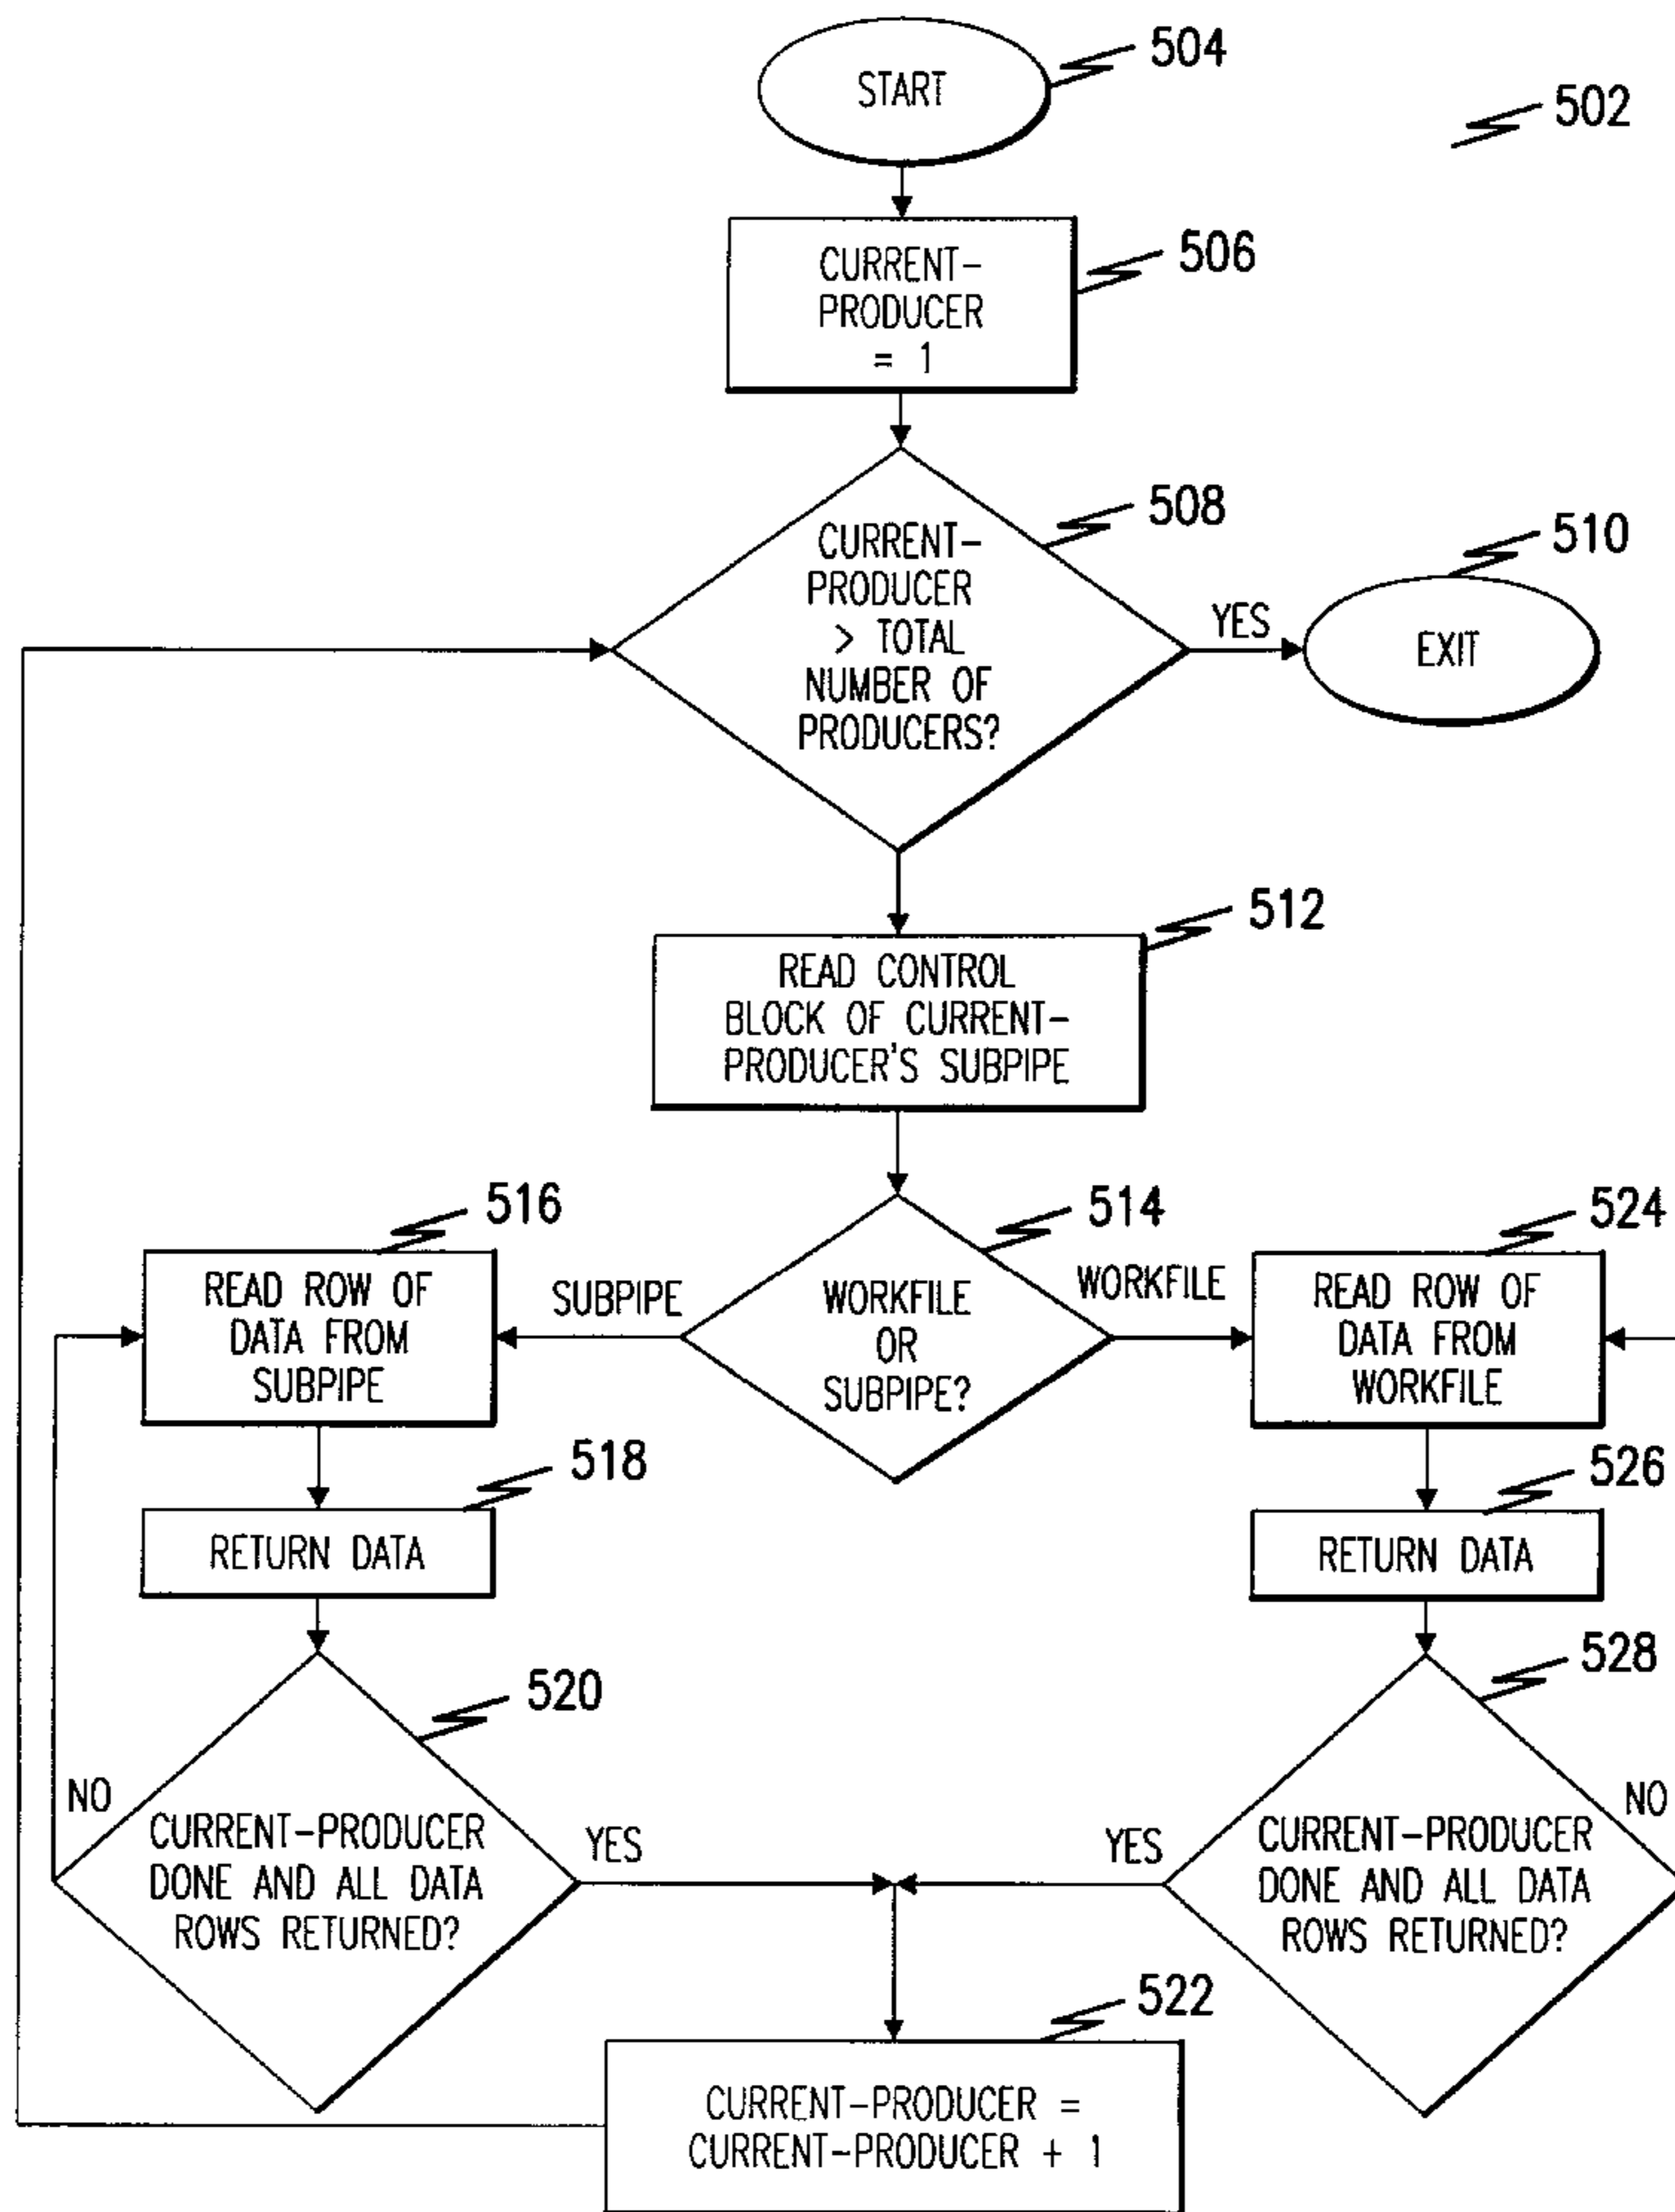 504
START
502
506
CURRENT-
PRODUCER
= 1
508
CURRENT-
PRODUCER
> TOTAL
NUMBER OF
PRODUCERS?
YES
510
EXIT
512
READ CONTROL
BLOCK OF CURRENT-
PRODUCER'S SUBPIPE
516
READ ROW OF
DATA FROM
SUBPIPE
SUBPIPE
514
WORKFILE
OR
SUBPIPE?
WORKFILE
524
READ ROW OF
DATA FROM
WORKFILE
518
RETURN DATA
526
RETURN DATA
520
NO
CURRENT-PRODUCER
DONE AND ALL DATA
ROWS RETURNED?
YES
528
YES
NO
CURRENT-PRODUCER
DONE AND ALL DATA
ROWS RETURNED?
522
CURRENT-PRODUCER =
CURRENT-PRODUCER + 1